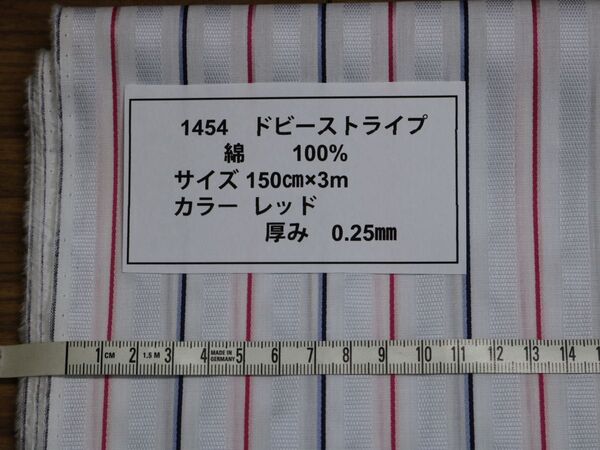 1454 ドビーストライプ
綿 100%
サイズ 150㎝×3m
カラー レッド
厚み 0.25㎜
1 CM 2 1,5 M 3 4 5 MADE IN GERMANY 6 7 8 9 10 11 12 13 14